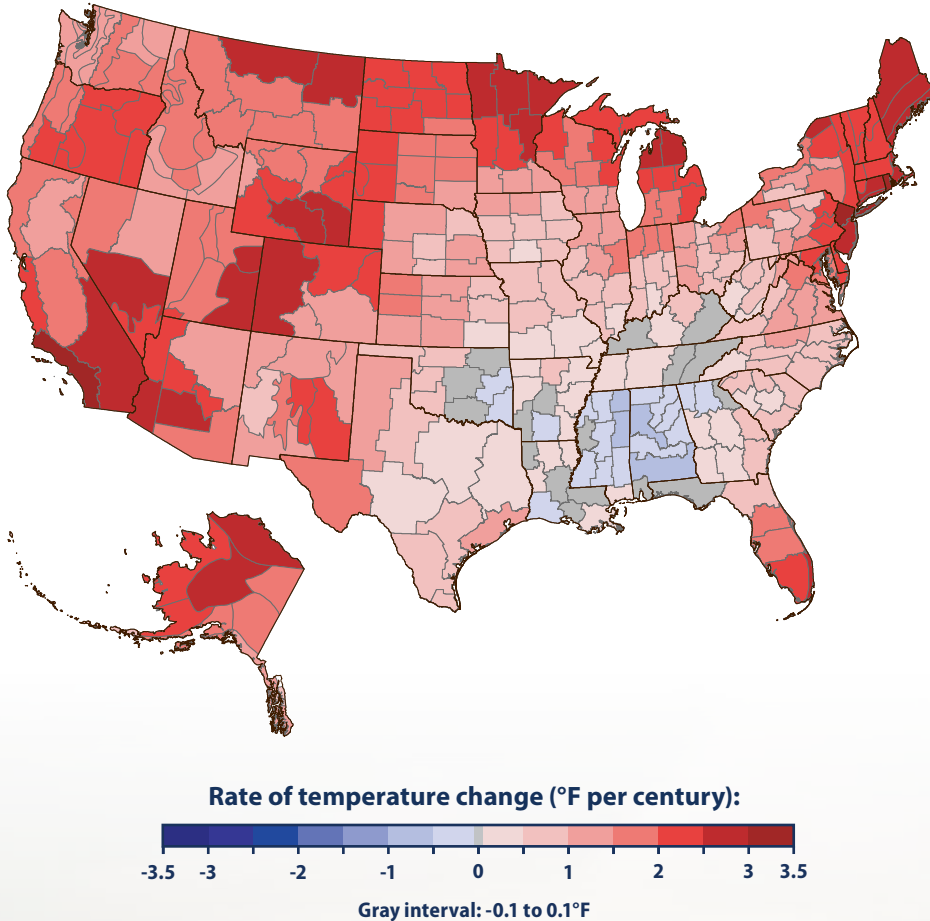 Rate of temperature change (°F per century):
-3.5 -3 -2 -1 0 1 2 3 3.5
Gray interval: -0.1 to 0.1°F